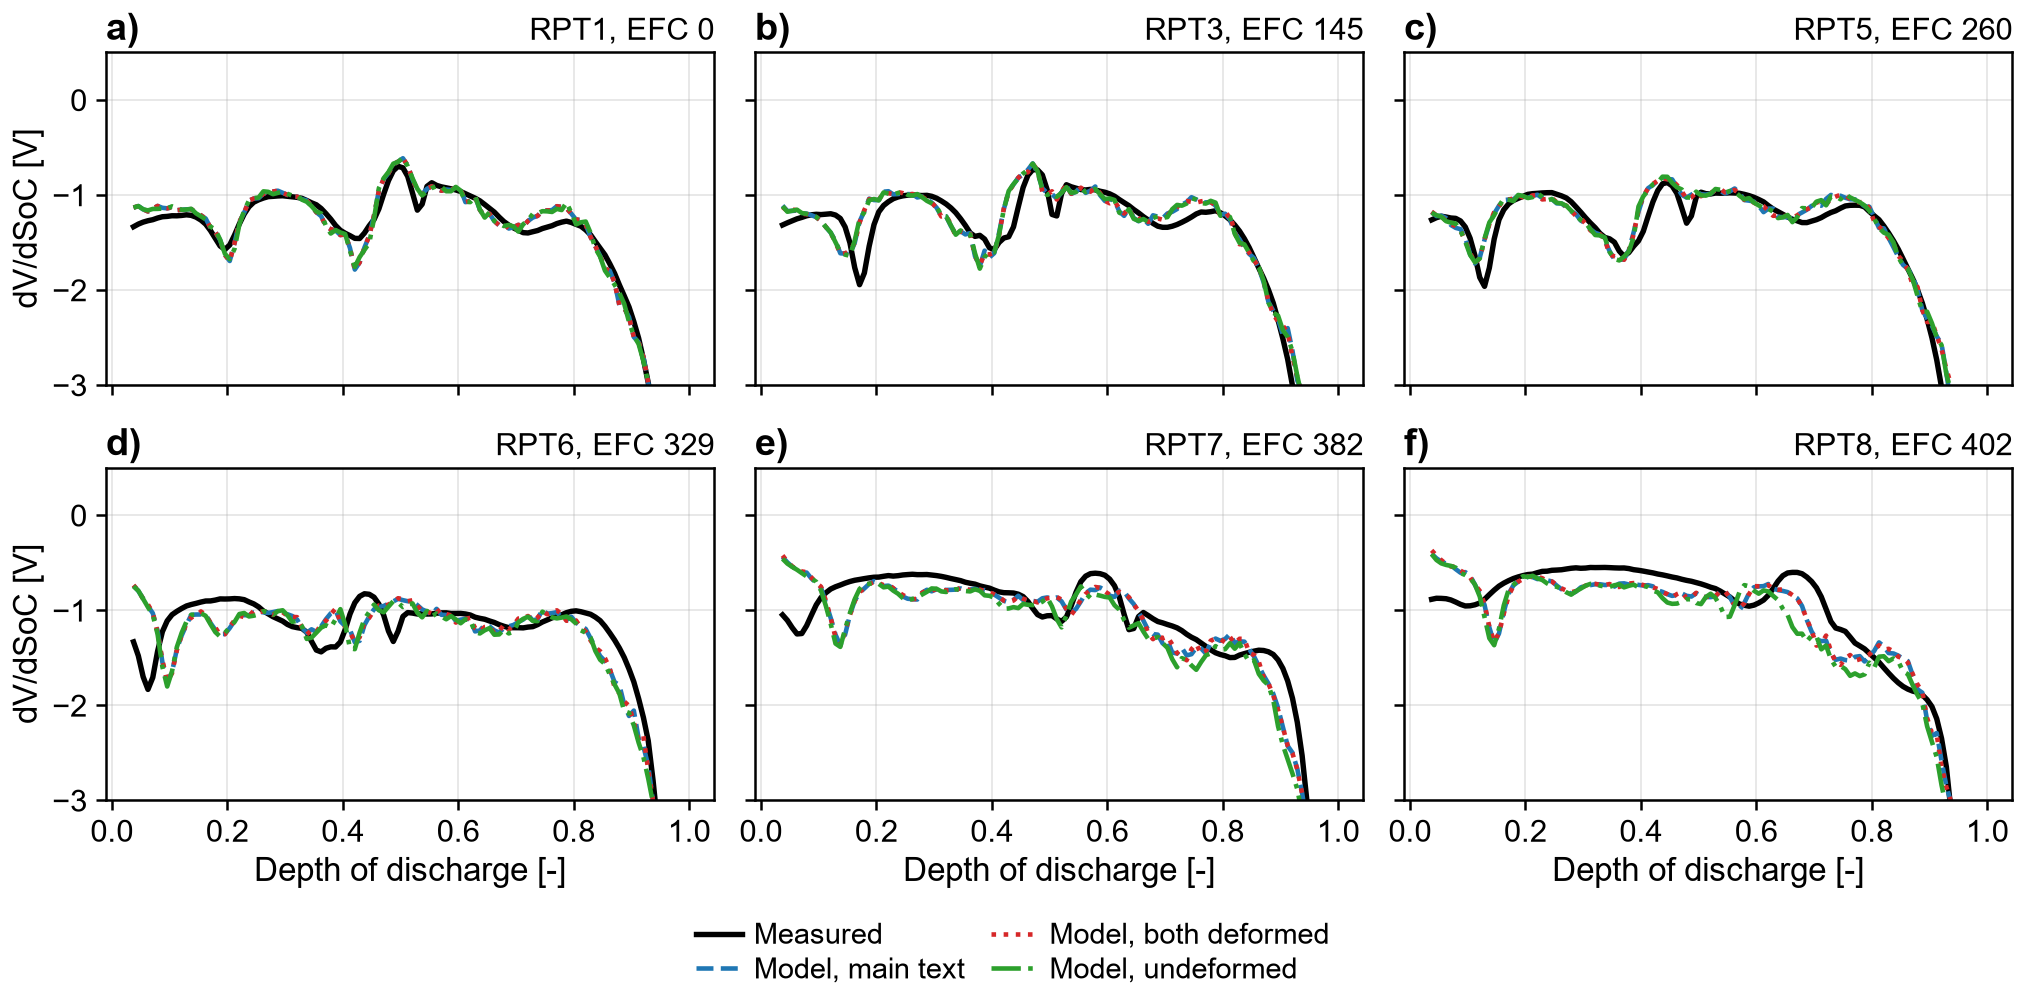 a) RPT1, EFC 0
b) RPT3, EFC 145
c) RPT5, EFC 260
dV/dSoC [V]
0
−1
−2
−3
d) RPT6, EFC 329
e) RPT7, EFC 382
f) RPT8, EFC 402
dV/dSoC [V]
0
−1
−2
−3
0.0 0.2 0.4 0.6 0.8 1.0
0.0 0.2 0.4 0.6 0.8 1.0
0.0 0.2 0.4 0.6 0.8 1.0
Depth of discharge [-]
Depth of discharge [-]
Depth of discharge [-]
Measured
Model, both deformed
Model, main text
Model, undeformed